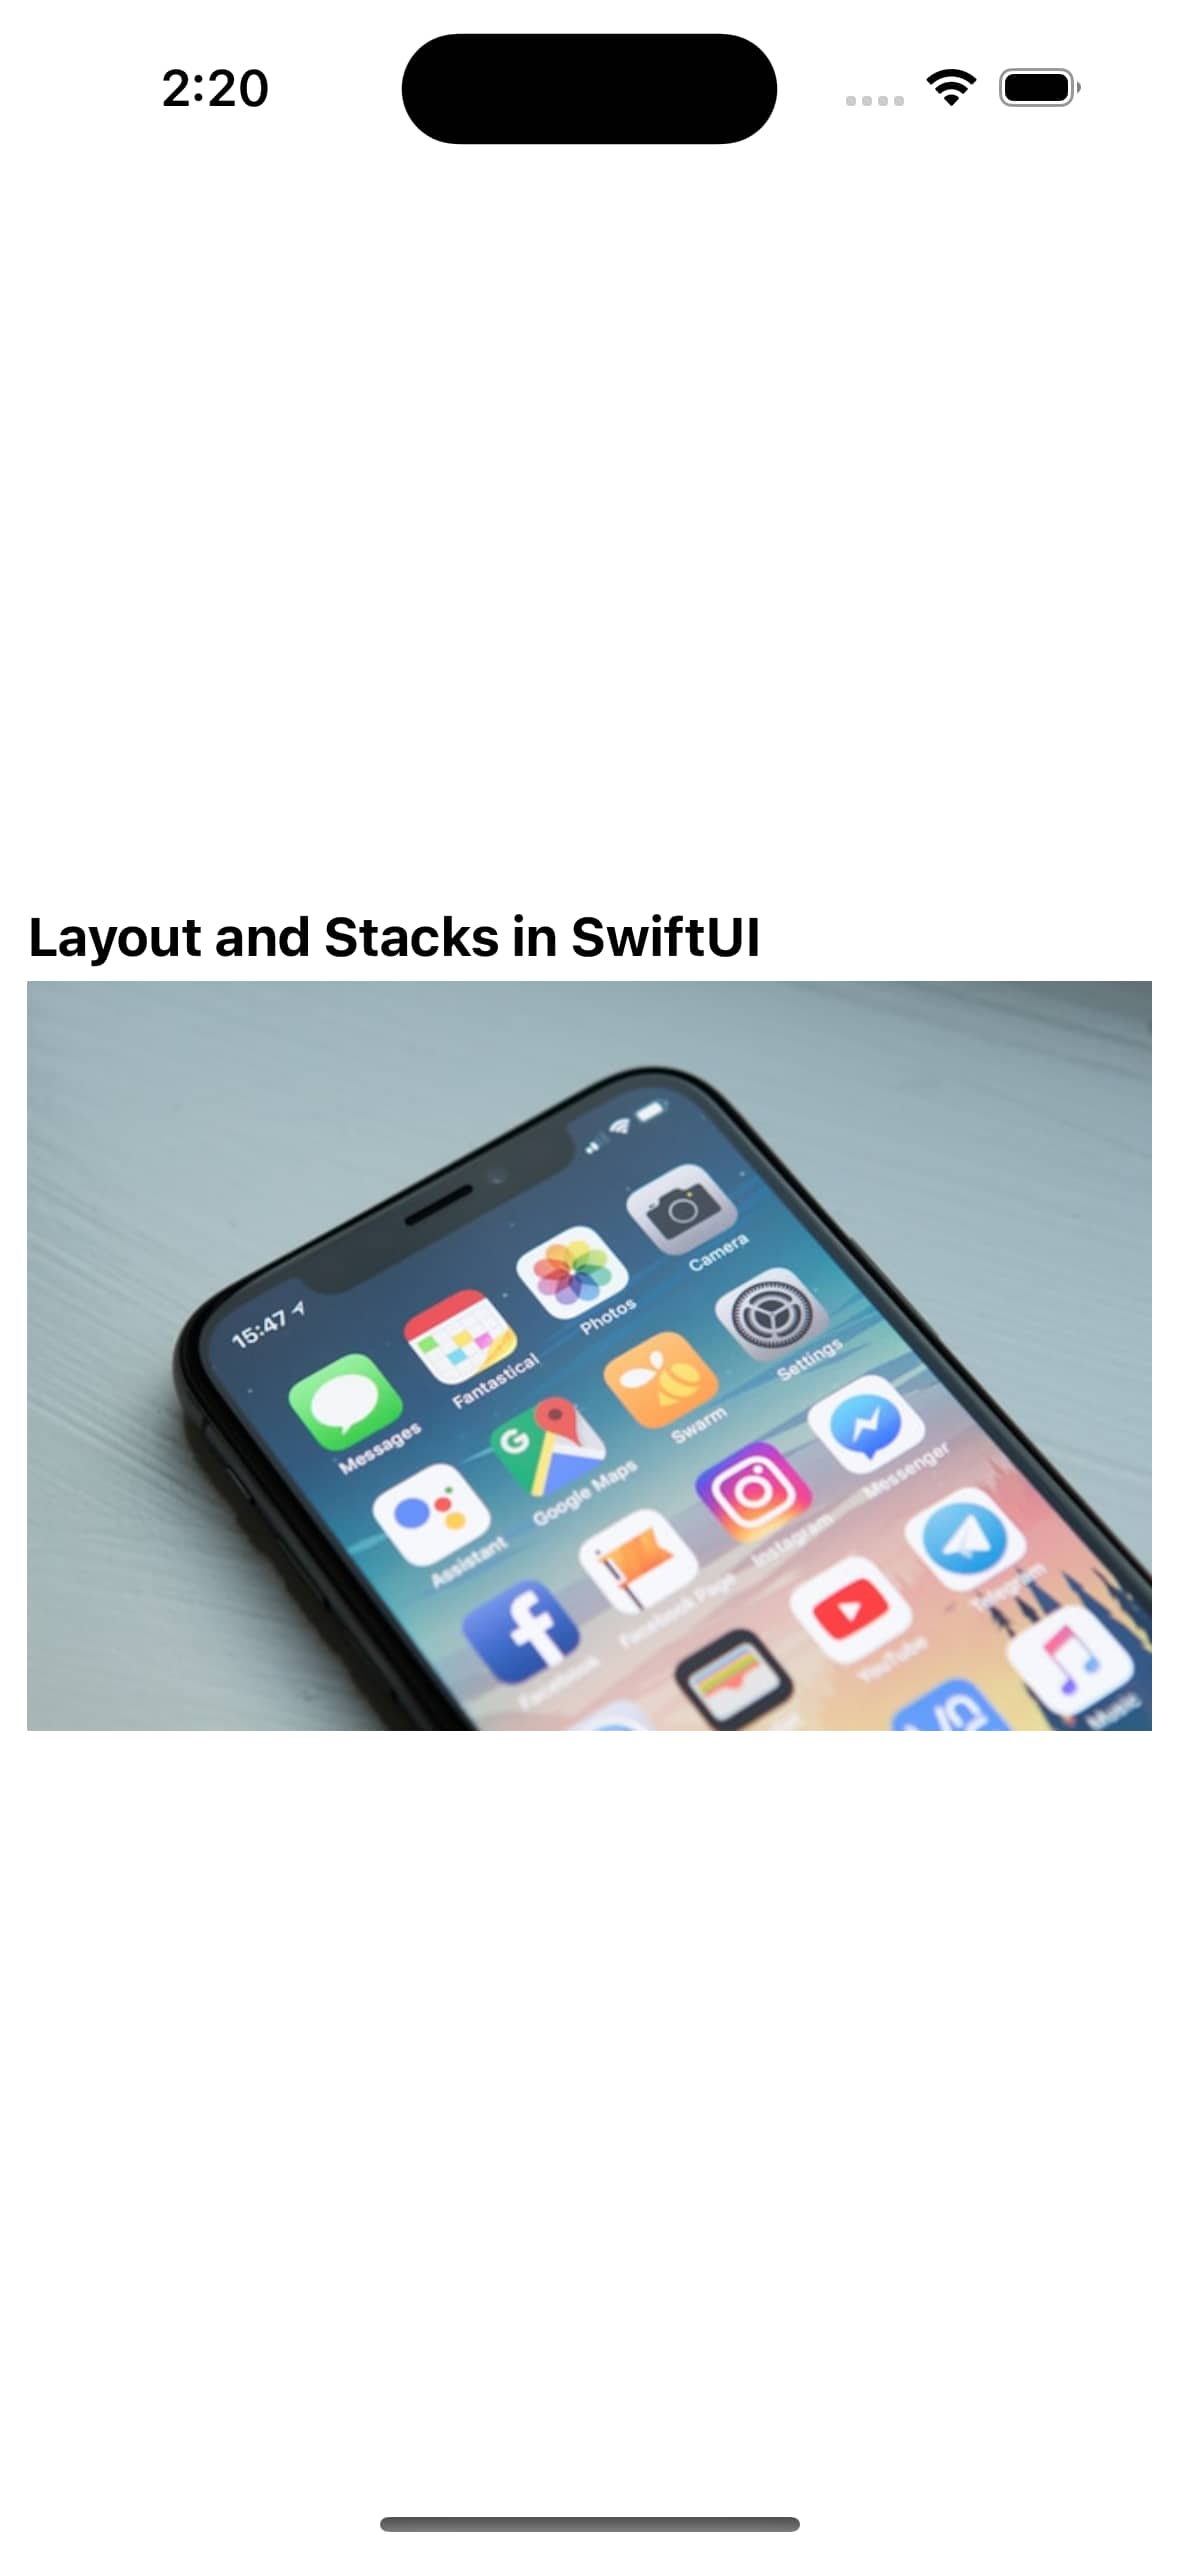 2:20
Layout and Stacks in SwiftUI
15:47
Camera
Photos
Fantastical
Messages
Settings
Swarm
Google Maps
Assistant
Messenger
Instagram
Facebook Page
Facebook
Telegram
YouTube
Music